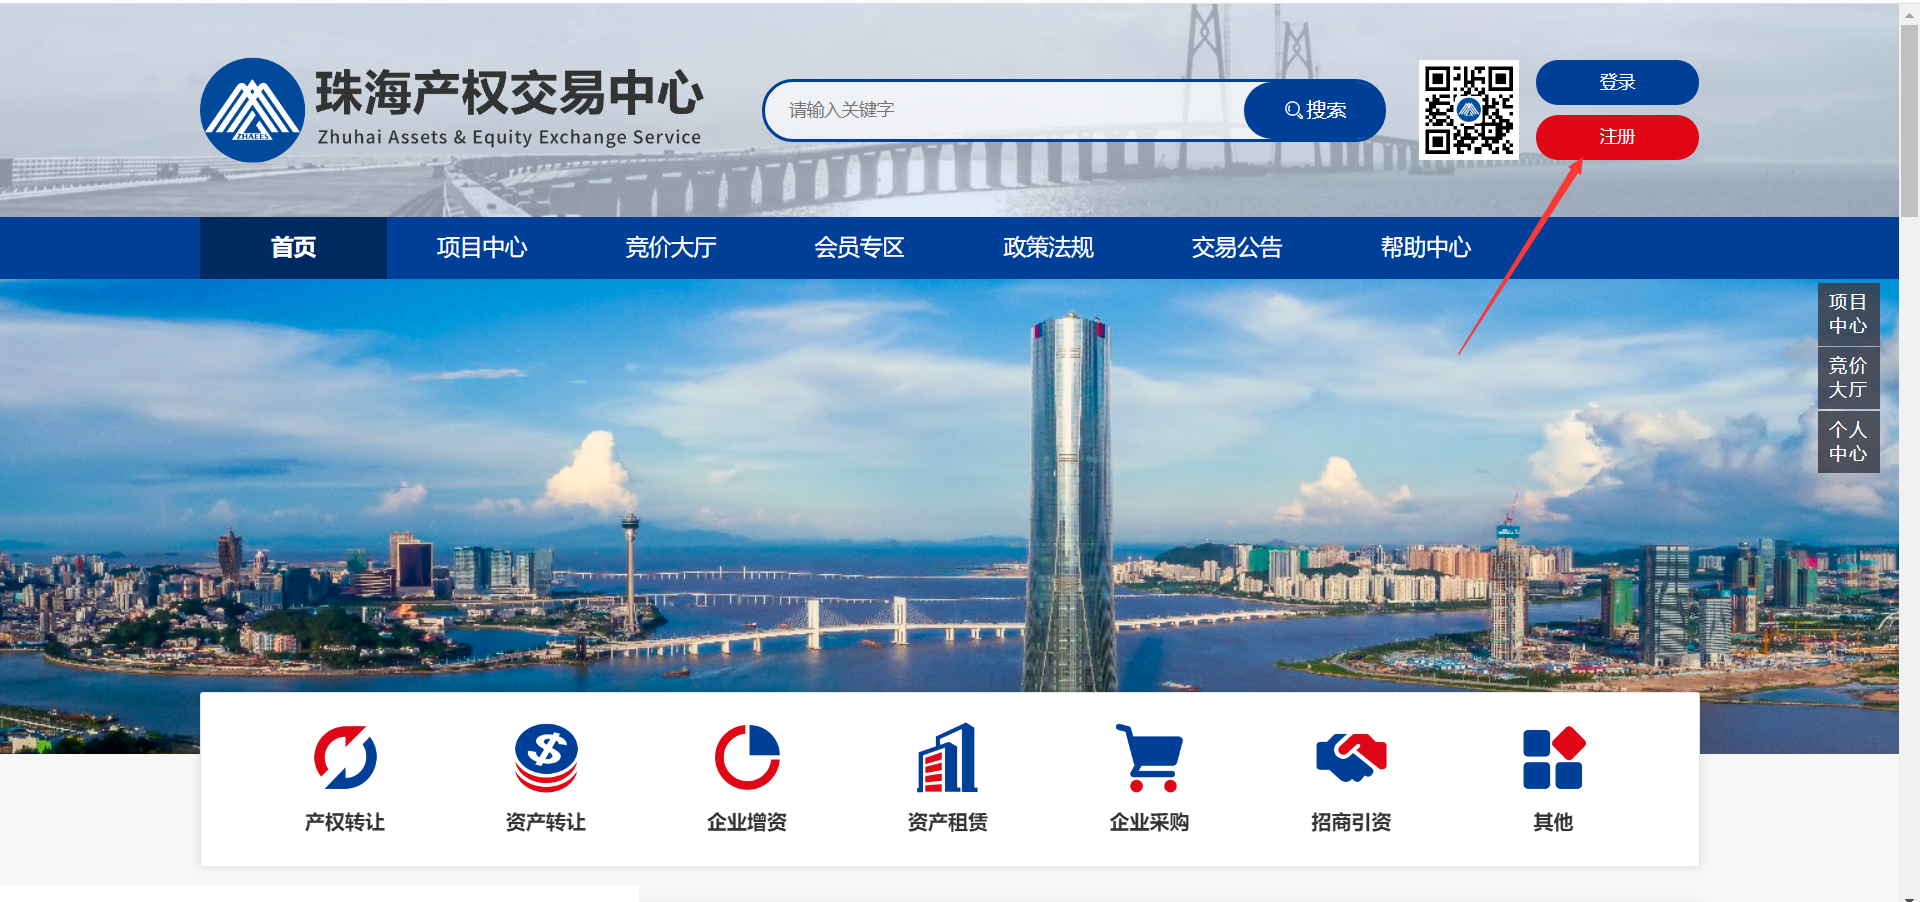 珠海产权交易中心
Zhuhai Assets & Equity Exchange Service
ZHAEES
请输入关键字
搜索
登录
注册
首页
项目中心
竞价大厅
会员专区
政策法规
交易公告
帮助中心
项目
中心
竞价
大厅
个人
中心
产权转让
资产转让
企业增资
资产租赁
企业采购
招商引资
其他